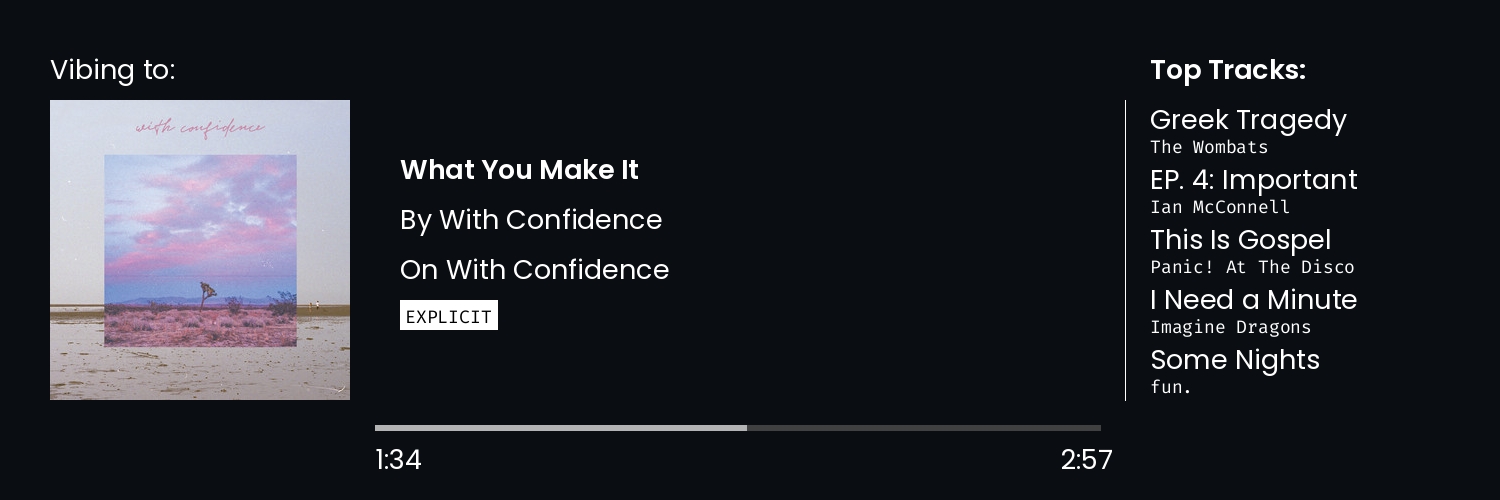 Vibing to:
with confidence
What You Make It
By With Confidence
On With Confidence
EXPLICIT
1:34
2:57
Top Tracks:
Greek Tragedy
The Wombats
EP. 4: Important
Ian McConnell
This Is Gospel
Panic! At The Disco
I Need a Minute
Imagine Dragons
Some Nights
fun.